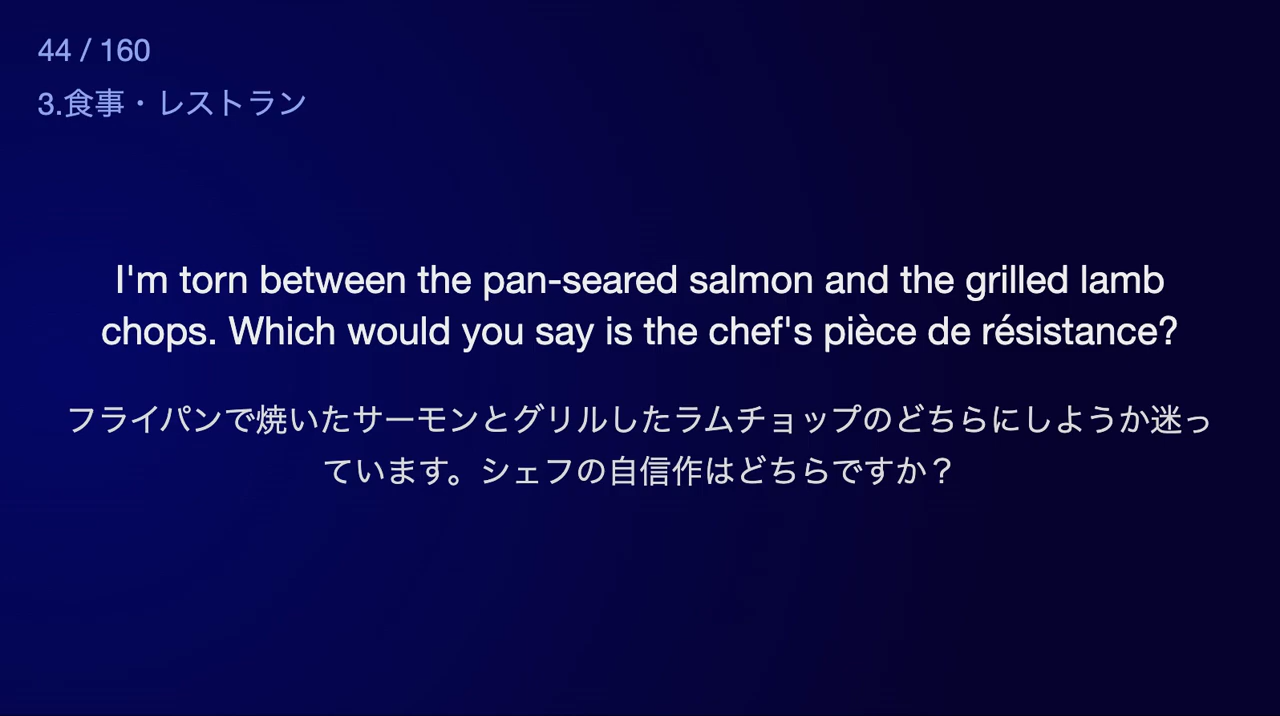 44 / 160
3.食事・レストラン
I'm torn between the pan-seared salmon and the grilled lamb
chops. Which would you say is the chef's pièce de résistance?
フライパンで焼いたサーモンとグリルしたラムチョップのどちらにしようか迷っ
ています。シェフの自信作はどちらですか？